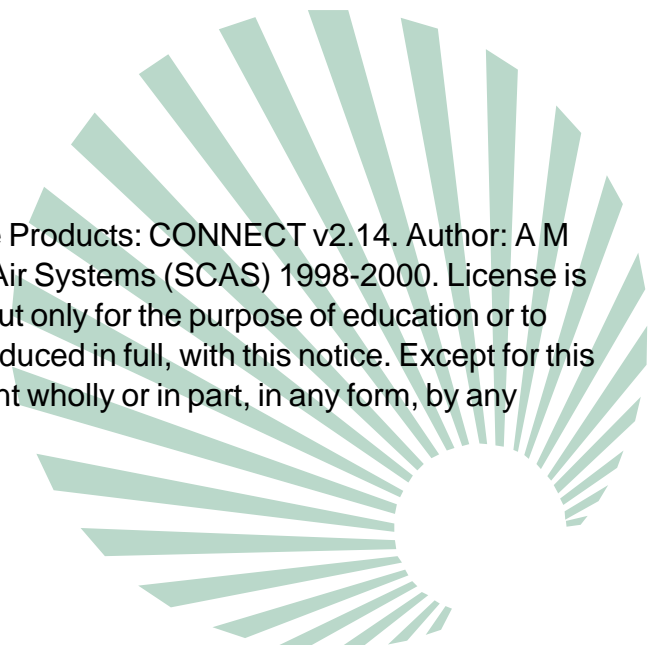 e Products: CONNECT v2.14. Author: A M
Air Systems (SCAS) 1998-2000. License is
ut only for the purpose of education or to
duced in full, with this notice. Except for this
nt wholly or in part, in any form, by any